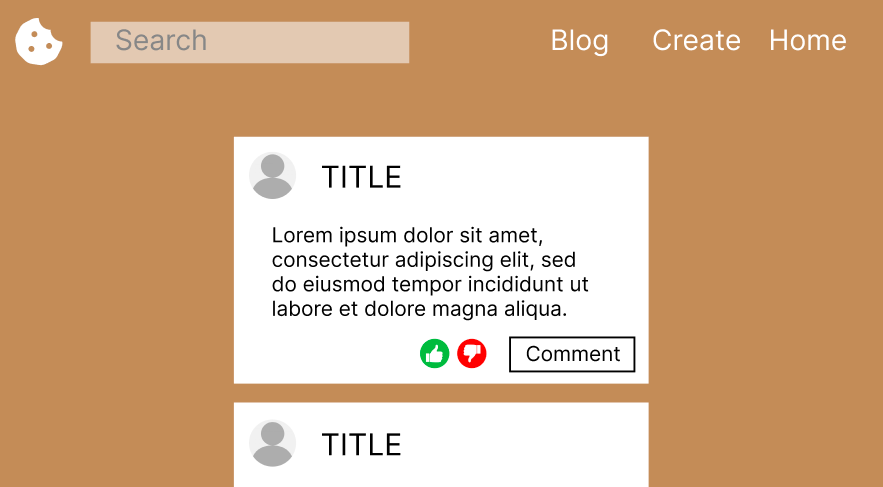 Search
Blog Create Home
TITLE
Lorem ipsum dolor sit amet,
consectetur adipiscing elit, sed
do eiusmod tempor incididunt ut
labore et dolore magna aliqua.
Comment
TITLE